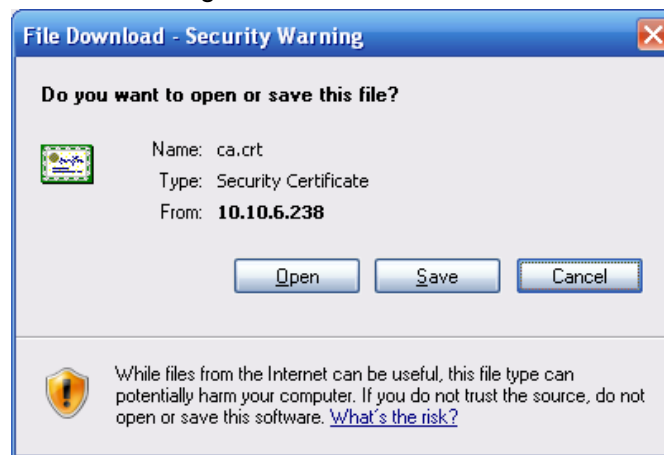 File Download - Security Warning
Do you want to open or save this file?
Name: ca.crt
Type: Security Certificate
From: 10.10.6.238
Open Save Cancel
While files from the Internet can be useful, this file type can
potentially harm your computer. If you do not trust the source, do not
open or save this software. What's the risk?